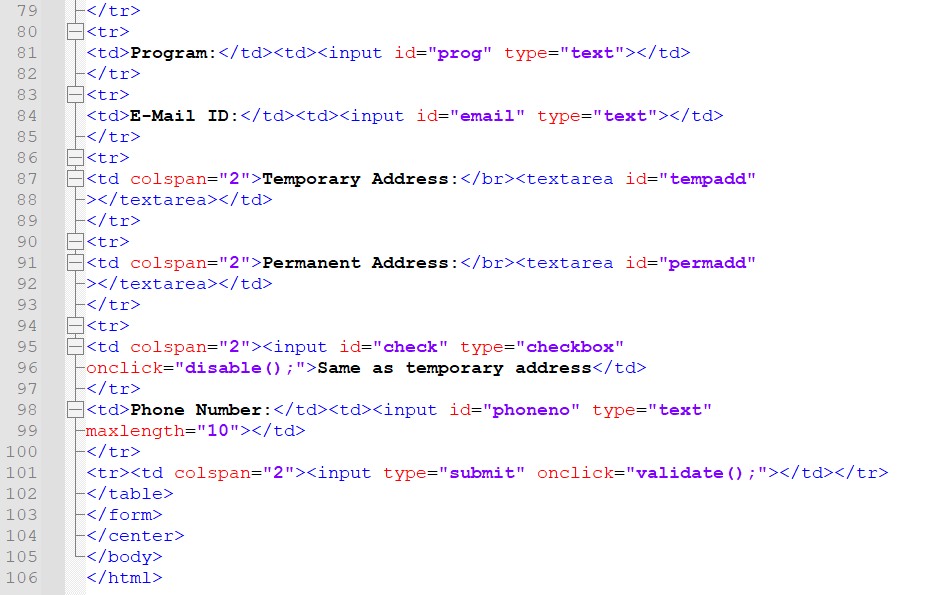 79 </tr>
80 <tr>
81 <td>Program:</td><td><input id="prog" type="text"></td>
82 </tr>
83 <tr>
84 <td>E-Mail ID:</td><td><input id="email" type="text"></td>
85 </tr>
86 <tr>
87 <td colspan="2">Temporary Address:</br><textarea id="tempadd"
88 ></textarea></td>
89 </tr>
90 <tr>
91 <td colspan="2">Permanent Address:</br><textarea id="permadd"
92 ></textarea></td>
93 </tr>
94 <tr>
95 <td colspan="2"><input id="check" type="checkbox"
96 onclick="disable();">Same as temporary address</td>
97 </tr>
98 <td>Phone Number:</td><td><input id="phoneno" type="text"
99 maxlength="10"></td>
100 </tr>
101 <tr><td colspan="2"><input type="submit" onclick="validate();"></td></tr>
102 </table>
103 </form>
104 </center>
105 </body>
106 </html>